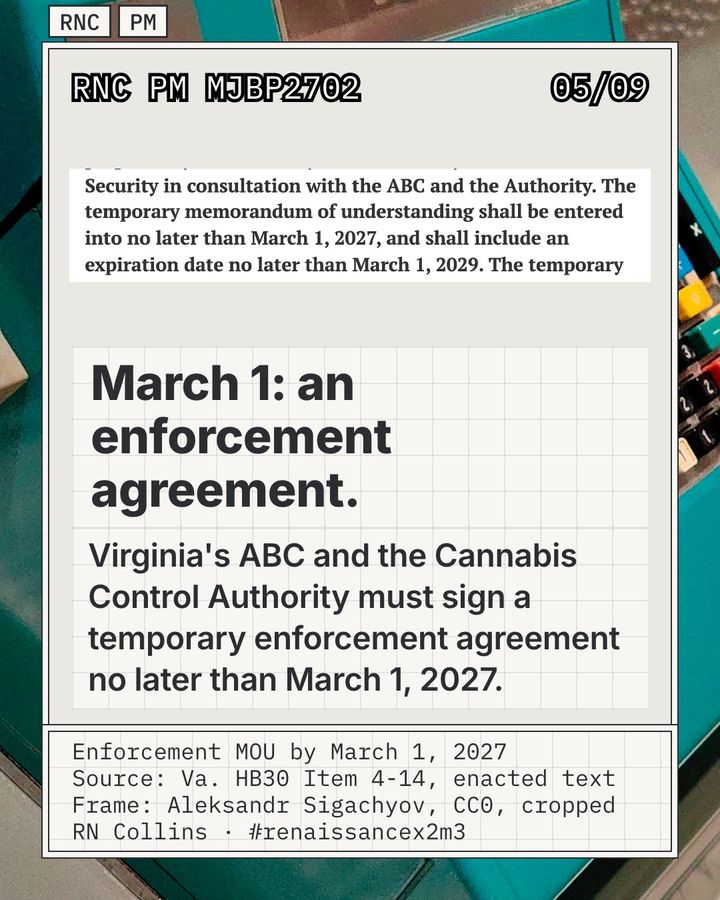 RNC PM
RNC PM MJBP2702 05/09
Security in consultation with the ABC and the Authority. The
temporary memorandum of understanding shall be entered
into no later than March 1, 2027, and shall include an
expiration date no later than March 1, 2029. The temporary
March 1: an
enforcement
agreement.
Virginia's ABC and the Cannabis
Control Authority must sign a
temporary enforcement agreement
no later than March 1, 2027.
Enforcement MOU by March 1, 2027
Source: Va. HB30 Item 4-14, enacted text
Frame: Aleksandr Sigachyov, CC0, cropped
RN Collins · #renaissancex2m3
X
3
2
2
1